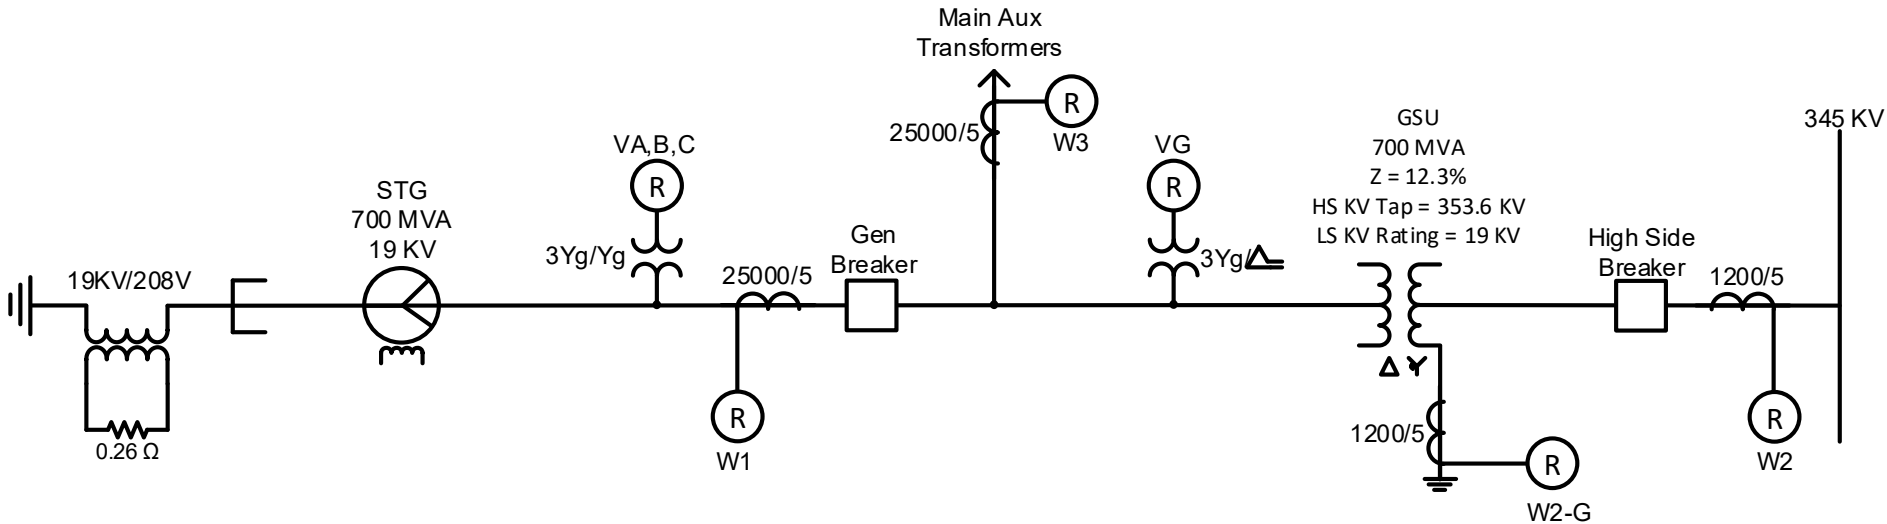 Main Aux
Transformers
R
25000/5
W3
VA,B,C
R
3Yg/Yg
VG
R
3Yg/
GSU
700 MVA
Z = 12.3%
HS KV Tap = 353.6 KV
LS KV Rating = 19 KV
345 KV
STG
700 MVA
19 KV
19KV/208V
0.26 Ω
25000/5
R
W1
Gen
Breaker
High Side
Breaker
1200/5
R
W2
Δ Y
1200/5
R
W2-G